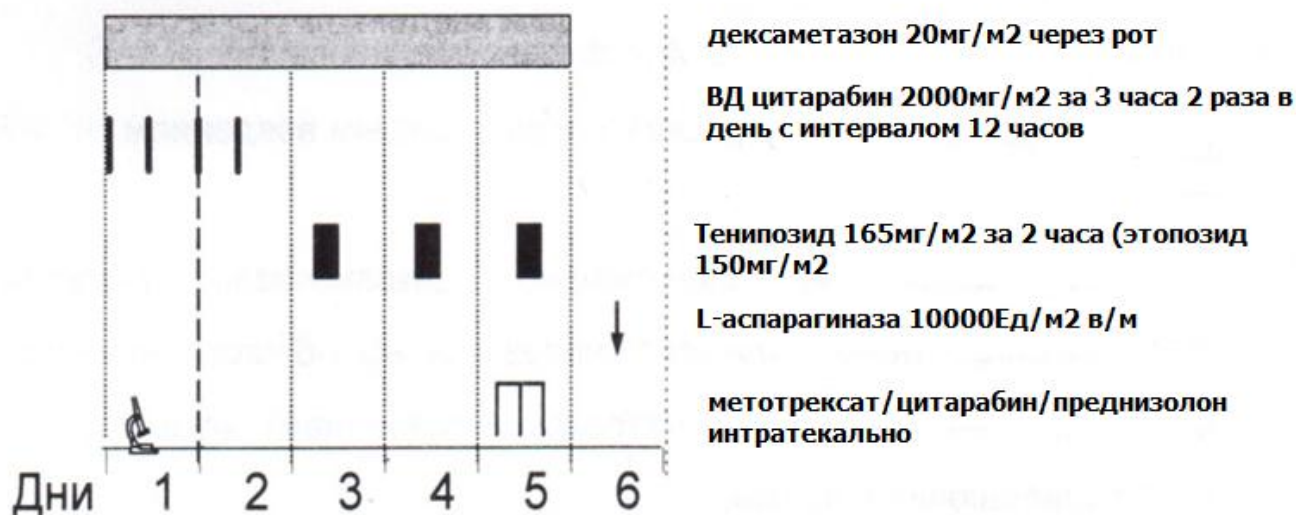 дексаметазон 20мг/м2 через рот
ВД цитарабин 2000мг/м2 за 3 часа 2 раза в
день с интервалом 12 часов
Тенипозид 165мг/м2 за 2 часа (этопозид
150мг/м2
L-аспарагиназа 10000Ед/м2 в/м
метотрексат/цитарабин/преднизолон
интратекально
Дни 1 2 3 4 5 6